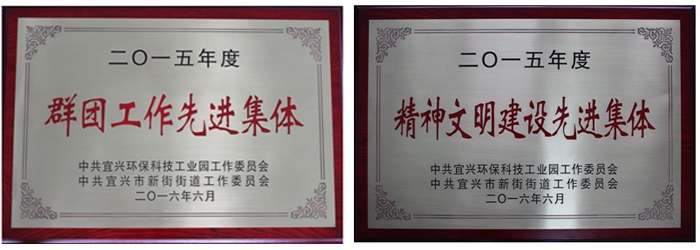 二〇一五年度
群团工作先进集体
中共宜兴环保科技工业园工作委员会
中共宜兴市新街街道工作委员会
二〇一六年六月
二〇一五年度
精神文明建设先进集体
中共宜兴环保科技工业园工作委员会
中共宜兴市新街街道工作委员会
二〇一六年六月